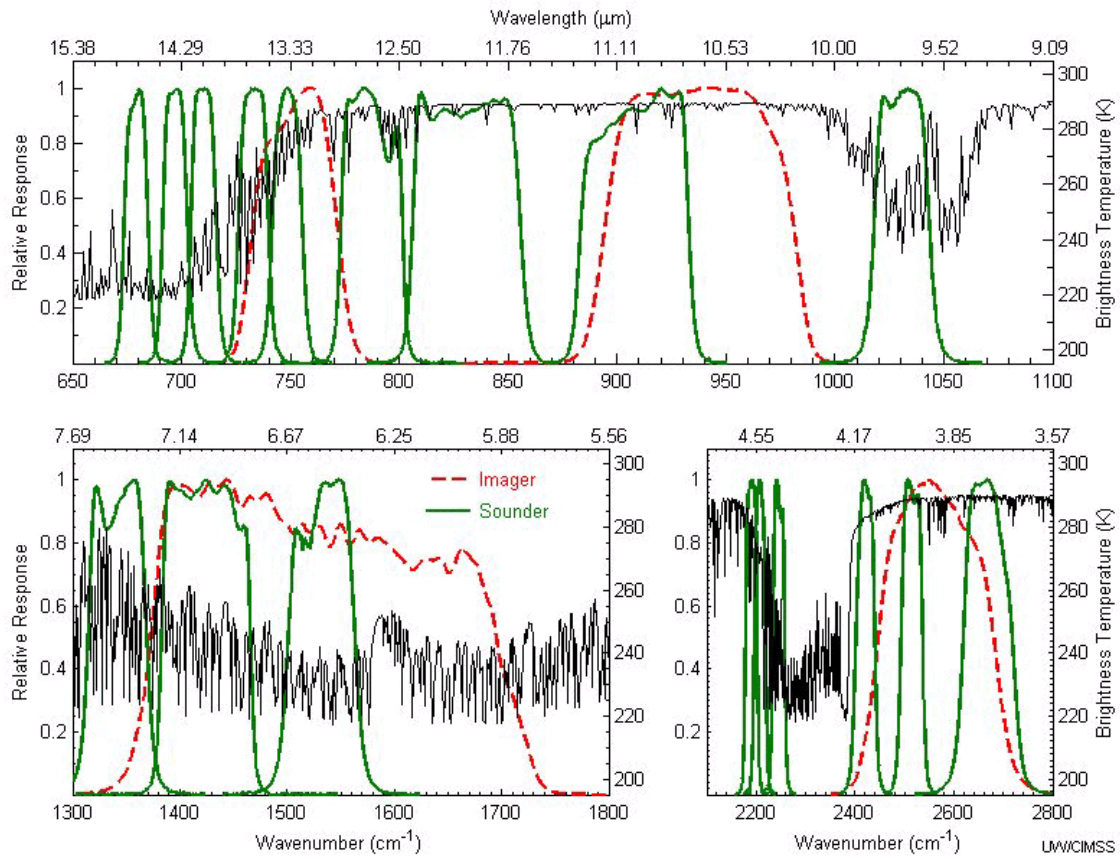 Wavelength (μm)
15.38 14.29 13.33 12.50 11.76 11.11 10.53 10.00 9.52 9.09
Relative Response
1
0.8
0.6
0.4
0.2
300
280
260
240
220
200
Brightness Temperature (K)
650 700 750 800 850 900 950 1000 1050 1100
7.69 7.14 6.67 6.25 5.88 5.56
Relative Response
1
0.8
0.6
0.4
0.2
Imager
Sounder
300
280
260
240
220
200
1300 1400 1500 1600 1700 1800
Wavenumber (cm⁻¹)
4.55 4.17 3.85 3.57
1
0.8
0.6
0.4
0.2
300
280
260
240
220
200
Brightness Temperature (K)
2200 2400 2600 2800
Wavenumber (cm⁻¹)
UW/CIMSS